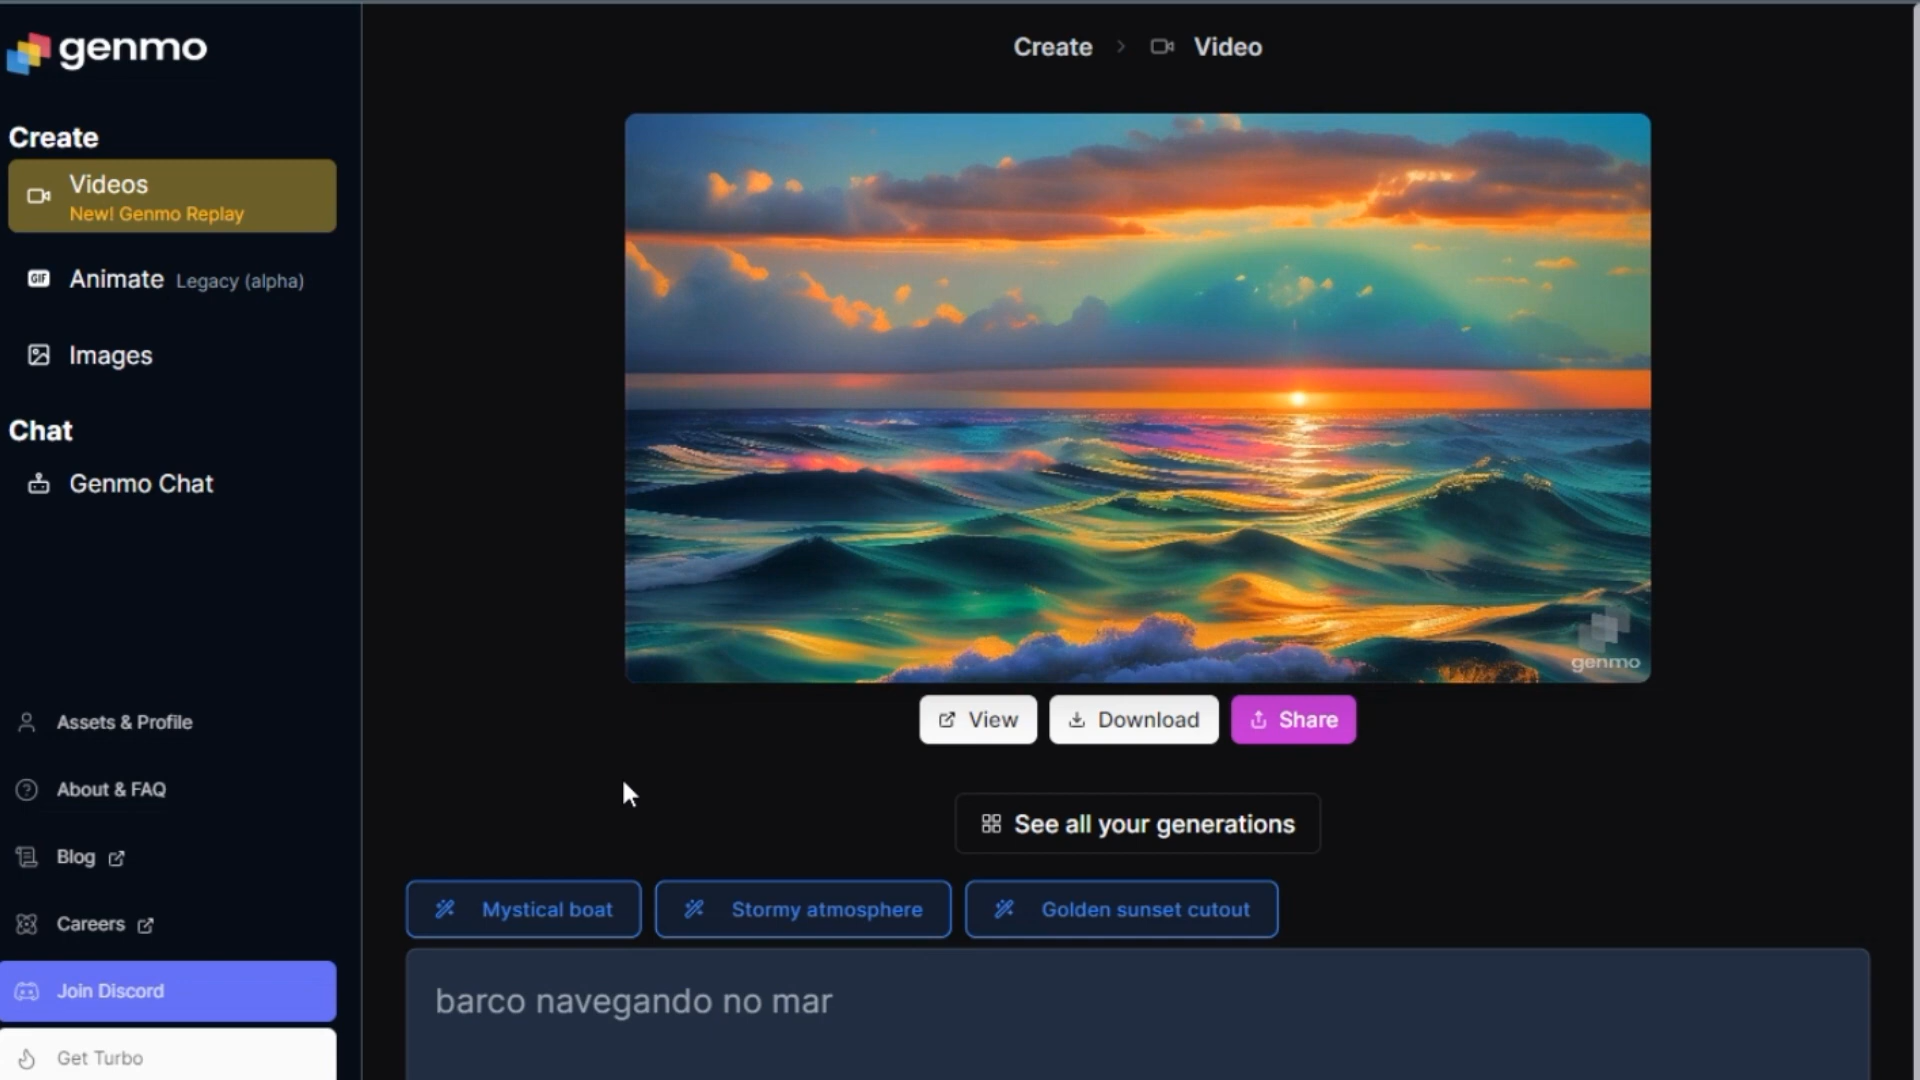 genmo
Create
Videos
New! Genmo Replay
GIF
Animate Legacy (alpha)
Images
Chat
Genmo Chat
Assets & Profile
About & FAQ
Blog
Careers
Join Discord
Get Turbo
Create > Video
genmo
View
Download
Share
See all your generations
Mystical boat
Stormy atmosphere
Golden sunset cutout
barco navegando no mar